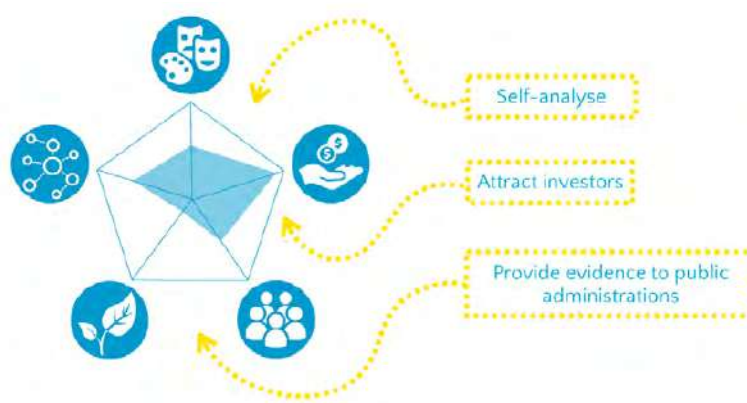 Self-analyse
Attract investors
Provide evidence to public
administrations